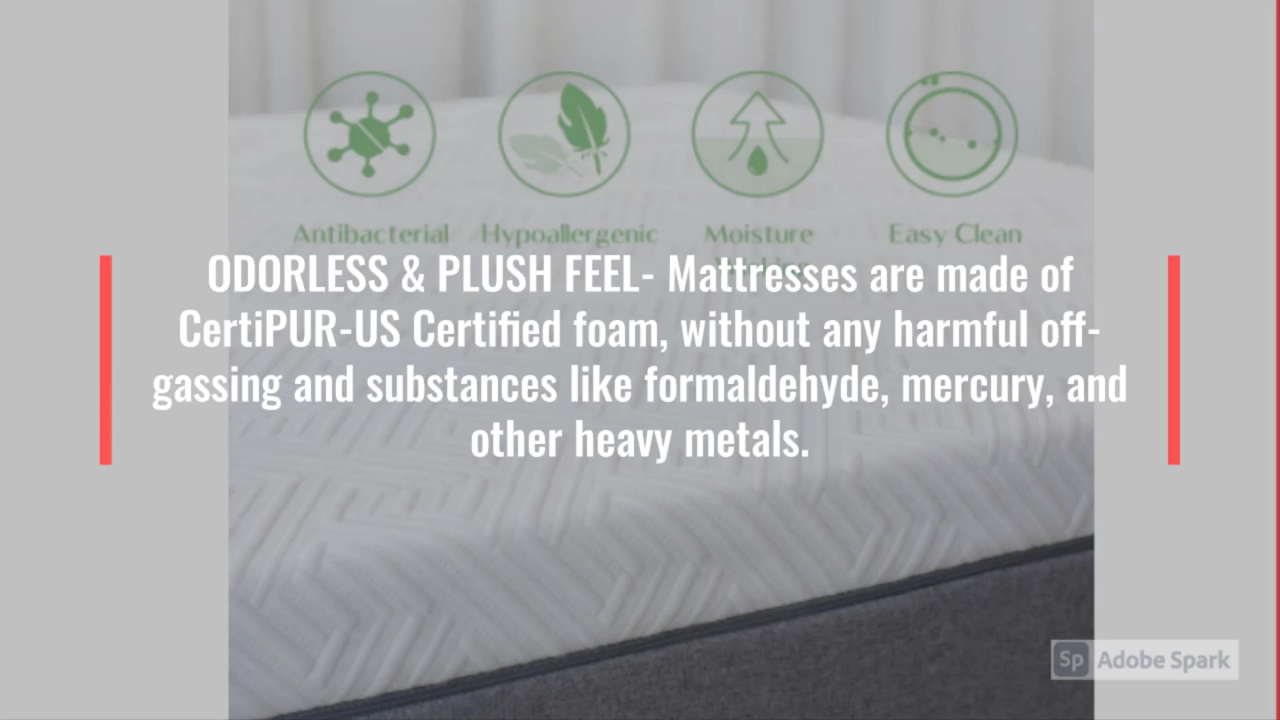 Antibacterial Hypoallergenic Moisture Easy Clean
ODORLESS & PLUSH FEEL- Mattresses are made of
CertiPUR-US Certified foam, without any harmful off-
gassing and substances like formaldehyde, mercury, and
other heavy metals.
Sp Adobe Spark